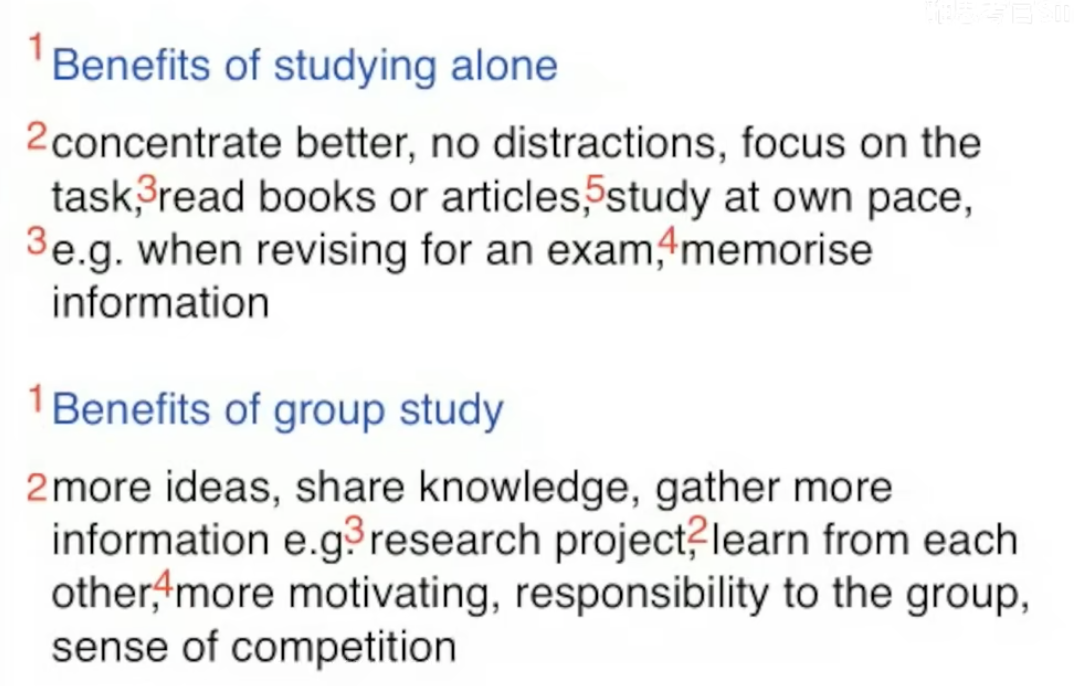 1 Benefits of studying alone
2 concentrate better, no distractions, focus on the
task,3 read books or articles,5 study at own pace,
3 e.g. when revising for an exam,4 memorise
information
1 Benefits of group study
2 more ideas, share knowledge, gather more
information e.g.3 research project,2 learn from each
other,4 more motivating, responsibility to the group,
sense of competition